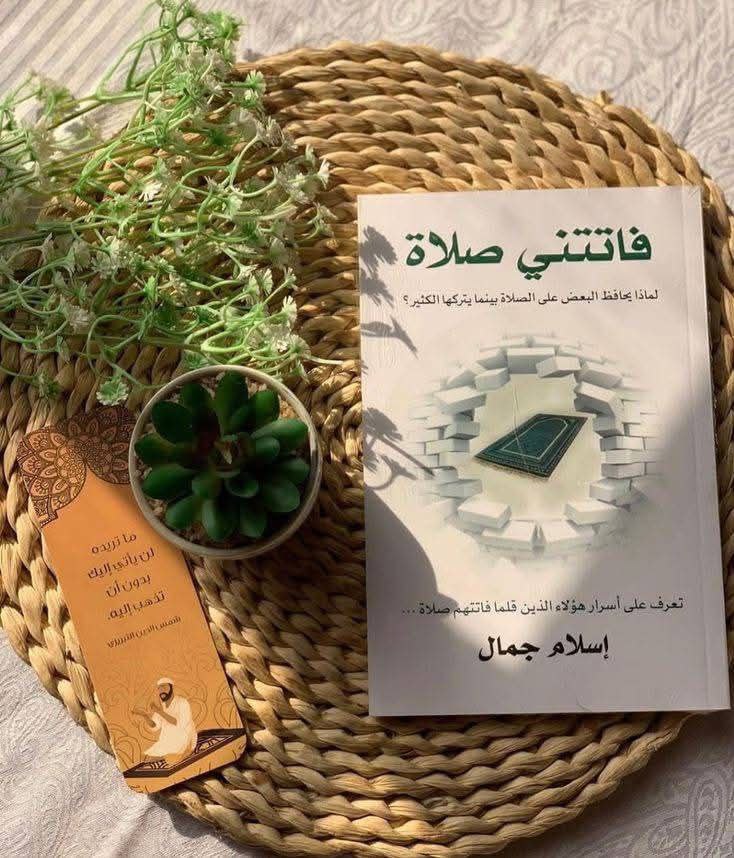 فاتتني صلاة
لماذا يحافظ البعض على الصلاة بينما يتركها الكثير؟
تعرف على أسرار هؤلاء الذين قلما فاتتهم صلاة ...
إسلام جمال
ما تريده
لن يأتي إليك
بدون أن
تذهب إليه.
شمس الدين التبريزي